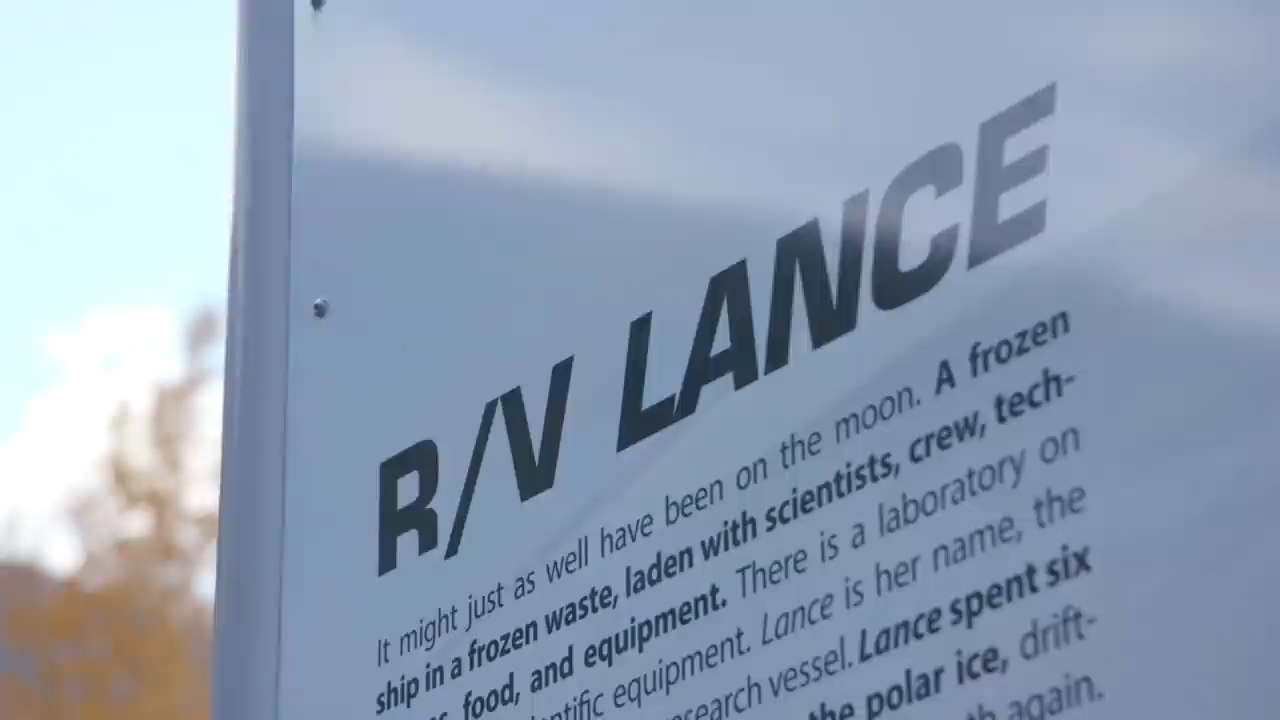 R/V LANCE
It might just as well have been on the moon. A frozen
ship in a frozen waste, laden with scientists, crew, tech-
food, and equipment. There is a laboratory on
equipment. Lance is her name, the
vessel. Lance spent six
the polar ice, drift-
again.